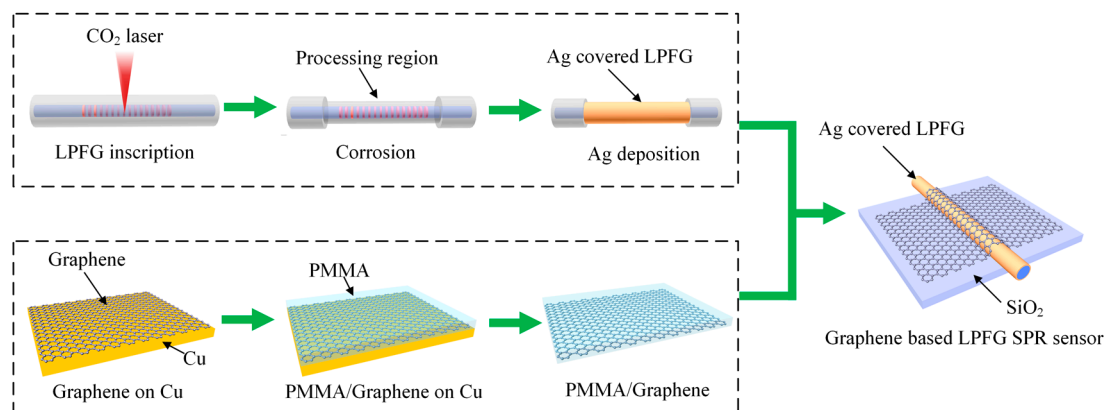 CO₂ laser
Processing region
Ag covered LPFG
LPFG inscription
Corrosion
Ag deposition
Graphene
PMMA
Cu
Graphene on Cu
PMMA/Graphene on Cu
PMMA/Graphene
Ag covered LPFG
SiO₂
Graphene based LPFG SPR sensor